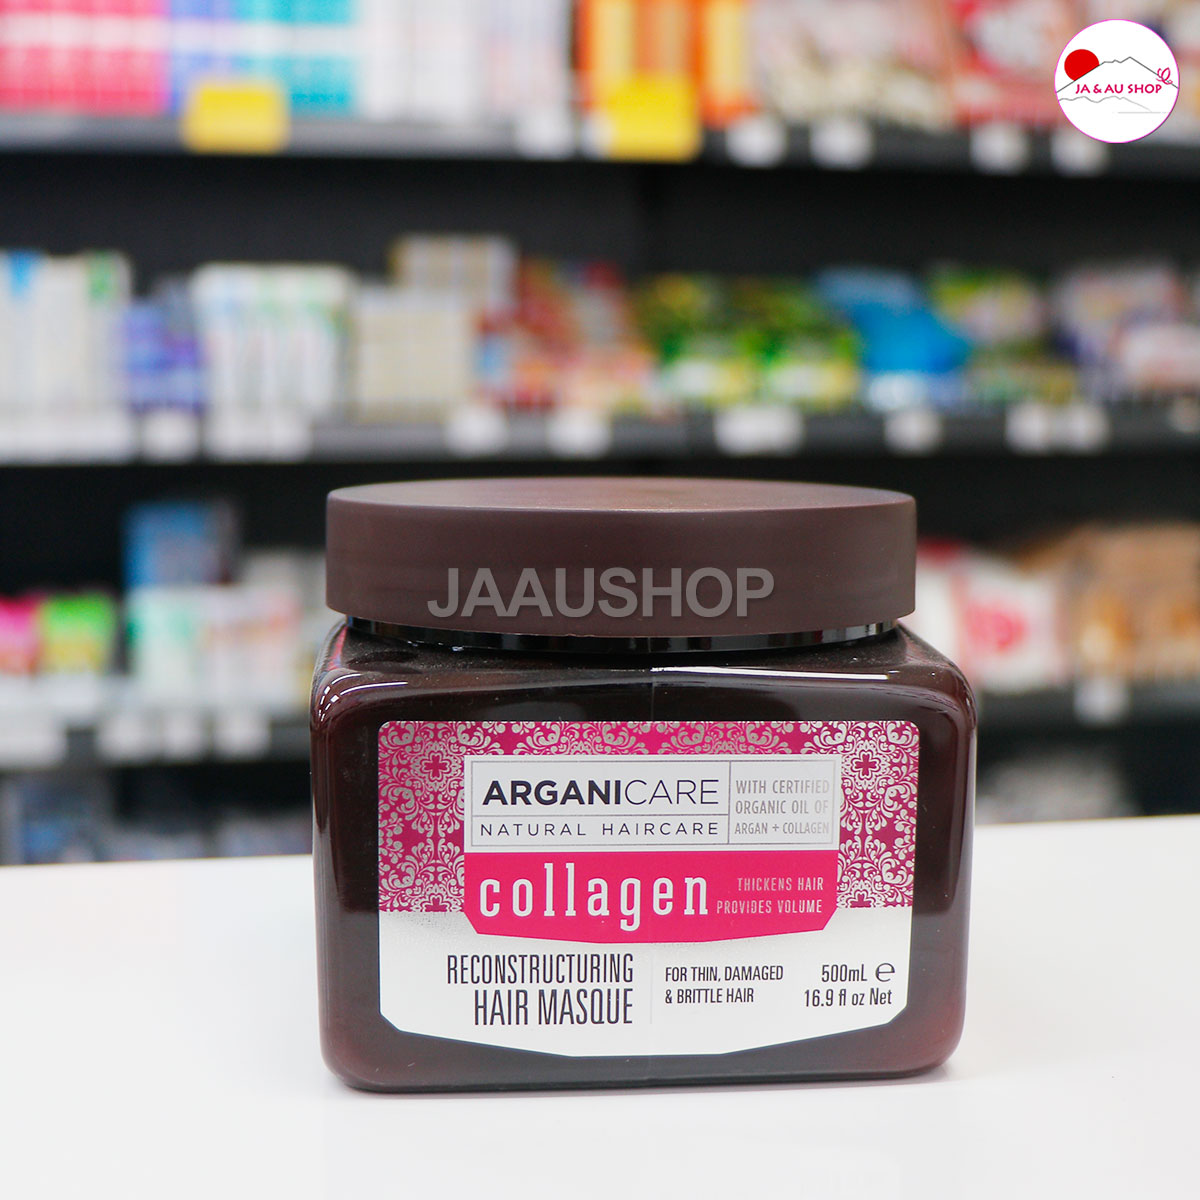 JA & AU SHOP
JAAUSHOP
ARGANICARE
NATURAL HAIRCARE
WITH CERTIFIED
ORGANIC OIL OF
ARGAN + COLLAGEN
collagen
THICKENS HAIR
PROVIDES VOLUME
RECONSTRUCTURING
HAIR MASQUE
FOR THIN, DAMAGED
& BRITTLE HAIR
500mL ℮
16.9 fl oz Net